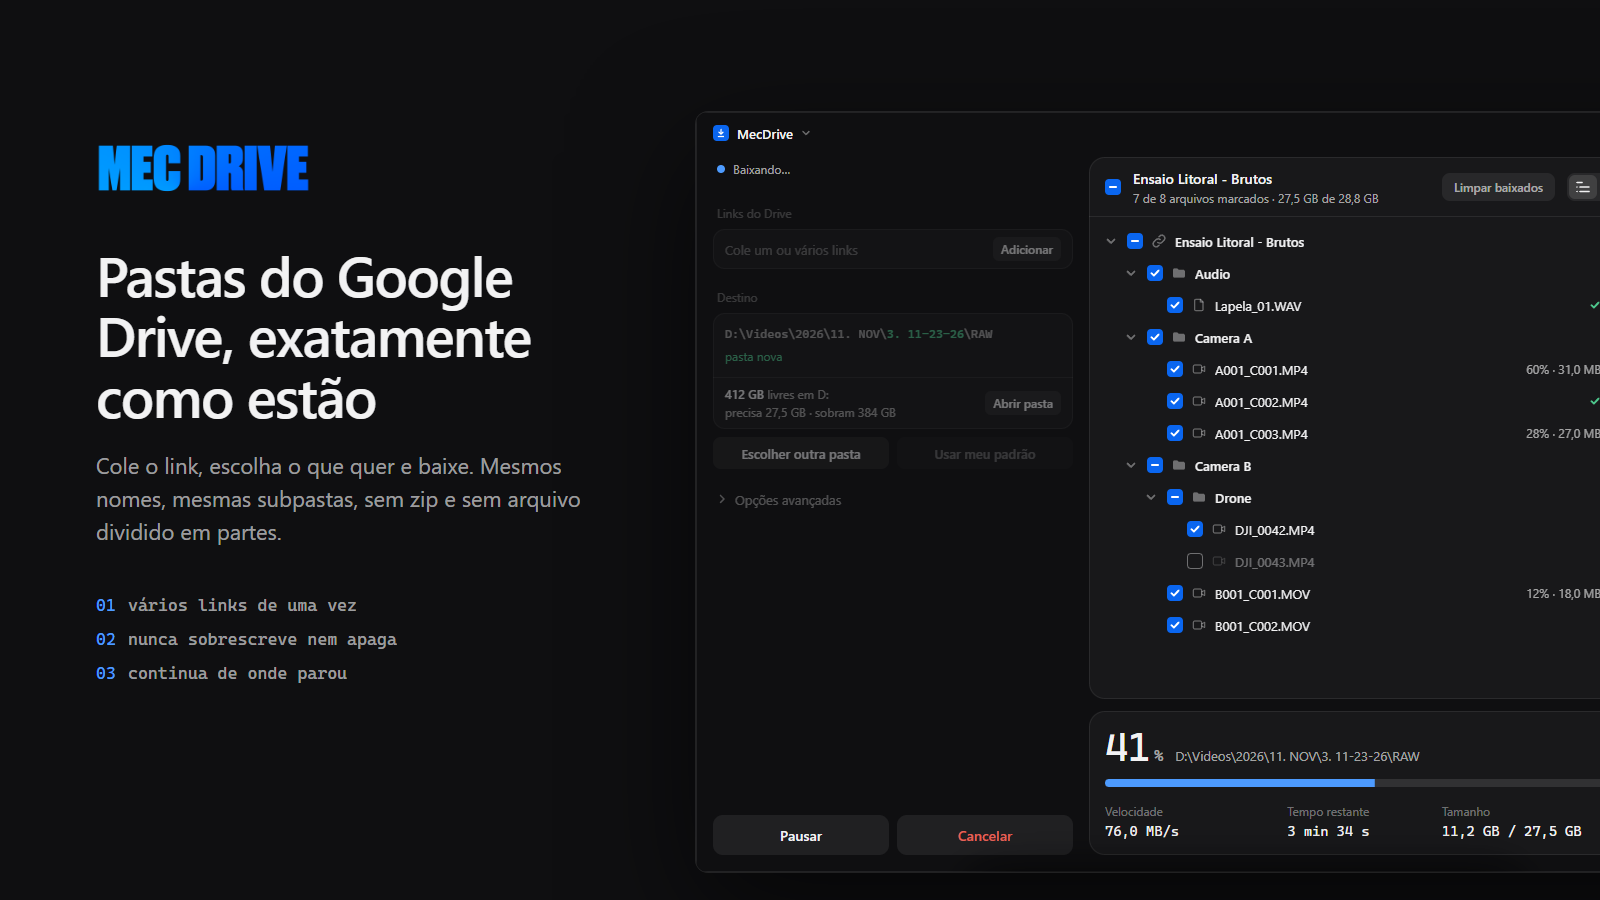 MEC DRIVE
Pastas do Google
Drive, exatamente
como estão
Cole o link, escolha o que quer e baixe. Mesmos
nomes, mesmas subpastas, sem zip e sem arquivo
dividido em partes.
01 vários links de uma vez
02 nunca sobrescreve nem apaga
03 continua de onde parou
MecDrive
Baixando...
Links do Drive
Cole um ou vários links
Adicionar
Destino
D:\Videos\2026\11. NOV\3. 11-23-26\RAW
pasta nova
412 GB livres em D:
precisa 27,5 GB · sobram 384 GB
Abrir pasta
Escolher outra pasta
Usar meu padrão
Opções avançadas
Pausar
Cancelar
Ensaio Litoral - Brutos
7 de 8 arquivos marcados · 27,5 GB de 28,8 GB
Limpar baixados
Ensaio Litoral - Brutos
Audio
Lapela_01.WAV
Camera A
A001_C001.MP4
60% · 31,0 MB
A001_C002.MP4
A001_C003.MP4
28% · 27,0 MB
Camera B
Drone
DJI_0042.MP4
DJI_0043.MP4
B001_C001.MOV
12% · 18,0 MB
B001_C002.MOV
41 %
D:\Videos\2026\11. NOV\3. 11-23-26\RAW
Velocidade
76,0 MB/s
Tempo restante
3 min 34 s
Tamanho
11,2 GB / 27,5 GB